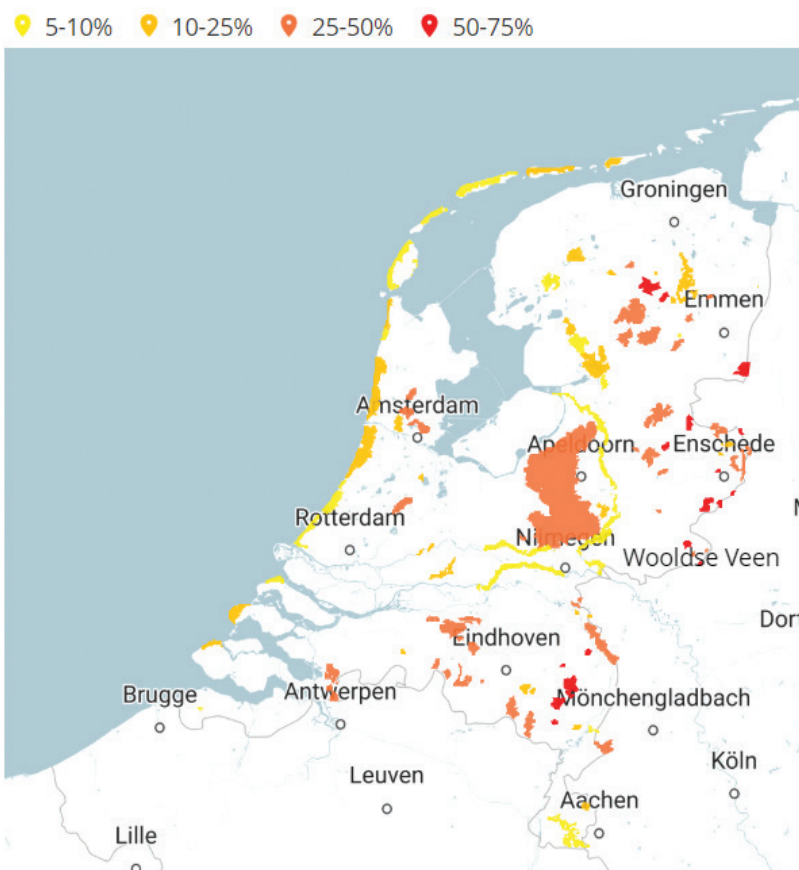 5-10% 10-25% 25-50% 50-75%
Groningen
Emmen
Amsterdam
Apeldoorn Enschede
Rotterdam
Nijmegen
Wooldse Veen
Dor
Eindhoven
Brugge Antwerpen Mönchengladbach
Leuven Köln
Aachen
Lille